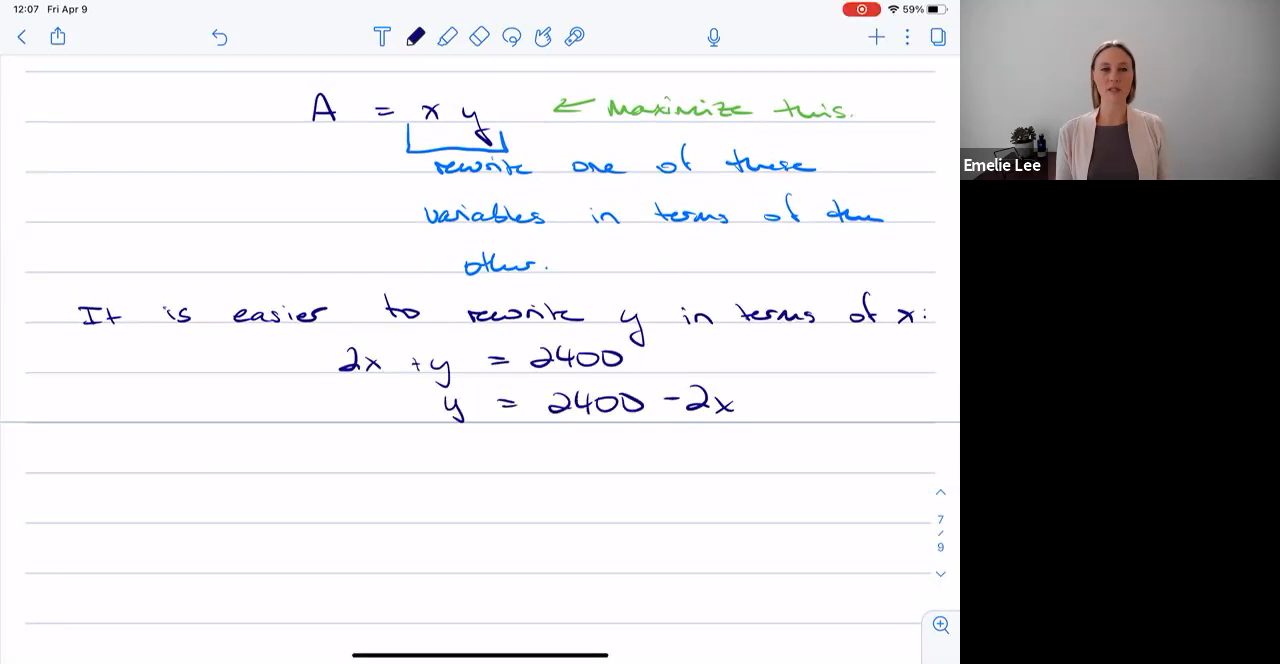 12:07 Fri Apr 9
59%
A = x y ← Maximize this.
rewrite one of these
variables in terms of the
other.
It is easier to rewrite y in terms of x:
2x + y = 2400
y = 2400 - 2x
7
/
9
Emelie Lee